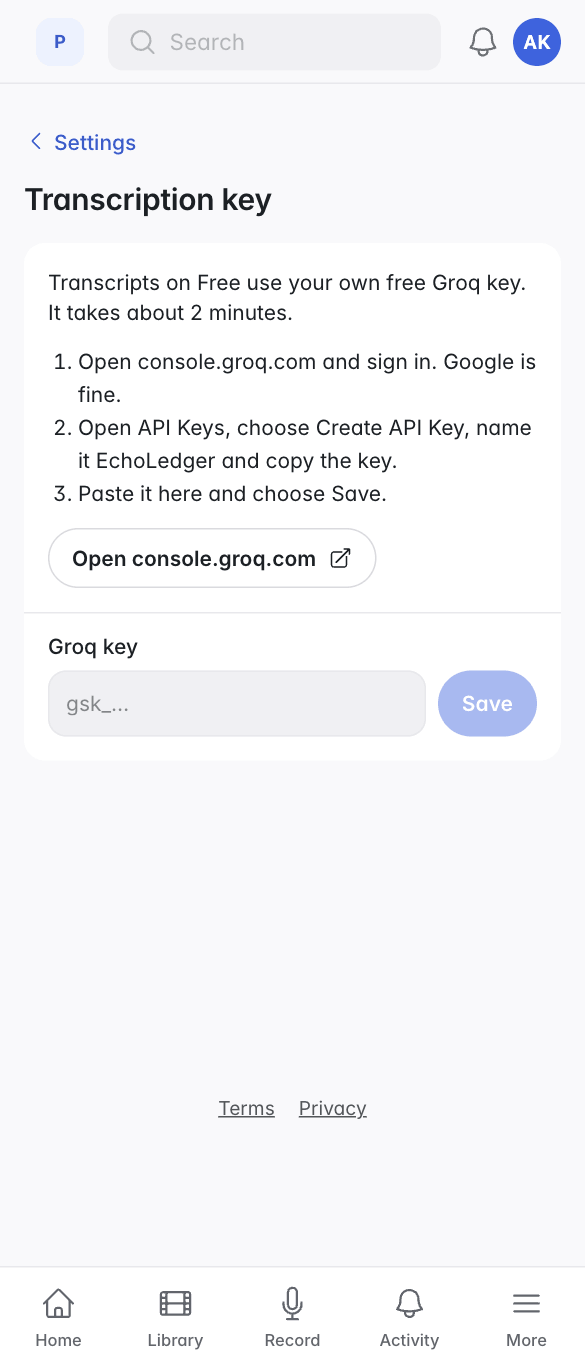 P
Search
AK
Settings
Transcription key
Transcripts on Free use your own free Groq key.
It takes about 2 minutes.
1. Open console.groq.com and sign in. Google is
fine.
2. Open API Keys, choose Create API Key, name
it EchoLedger and copy the key.
3. Paste it here and choose Save.
Open console.groq.com
Groq key
gsk_...
Save
Terms Privacy
Home Library Record Activity More